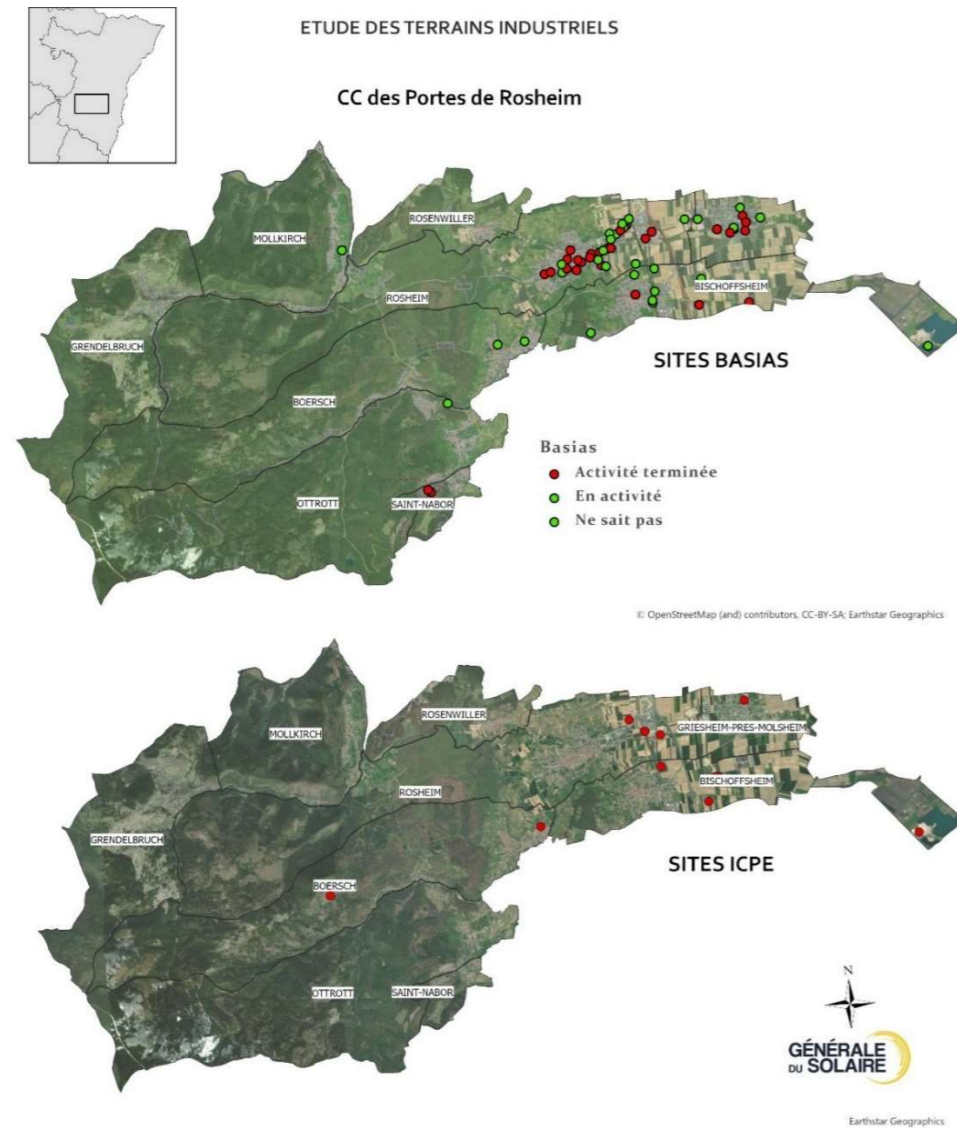 ETUDE DES TERRAINS INDUSTRIELS
CC des Portes de Rosheim
ROSENWILLER
MOLLKIRCH
BISCHOFFSHEIM
ROSHEIM
GRENDELBRUCH
SITES BASIAS
BOERSCH
Basias
Activité terminée
En activité
Ne sait pas
OTTROTT
SAINT-NABOR
© OpenStreetMap (and) contributors, CC-BY-SA; Earthstar Geographics
ROSENWILLER
GRIESHEIM-PRES-MOLSHEIM
MOLLKIRCH
BISCHOFFSHEIM
ROSHEIM
GRENDELBRUCH
SITES ICPE
BOERSCH
OTTROTT
SAINT-NABOR
N
GÉNÉRALE
DU SOLAIRE
Earthstar Geographics